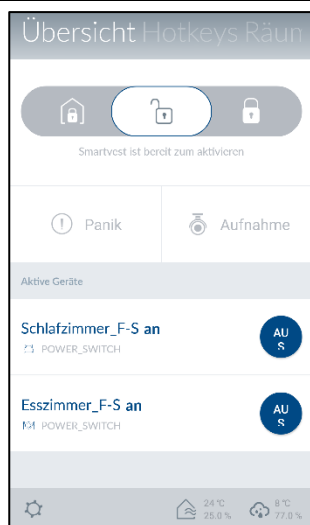 Übersicht Hotkeys Räun
Smartvest ist bereit zum aktivieren
Panik
Aufnahme
Aktive Geräte
Schlafzimmer_F-S an
POWER_SWITCH
AU
S
Esszimmer_F-S an
POWER_SWITCH
AU
S
24 °C
25.0 %
8 °C
77.0 %